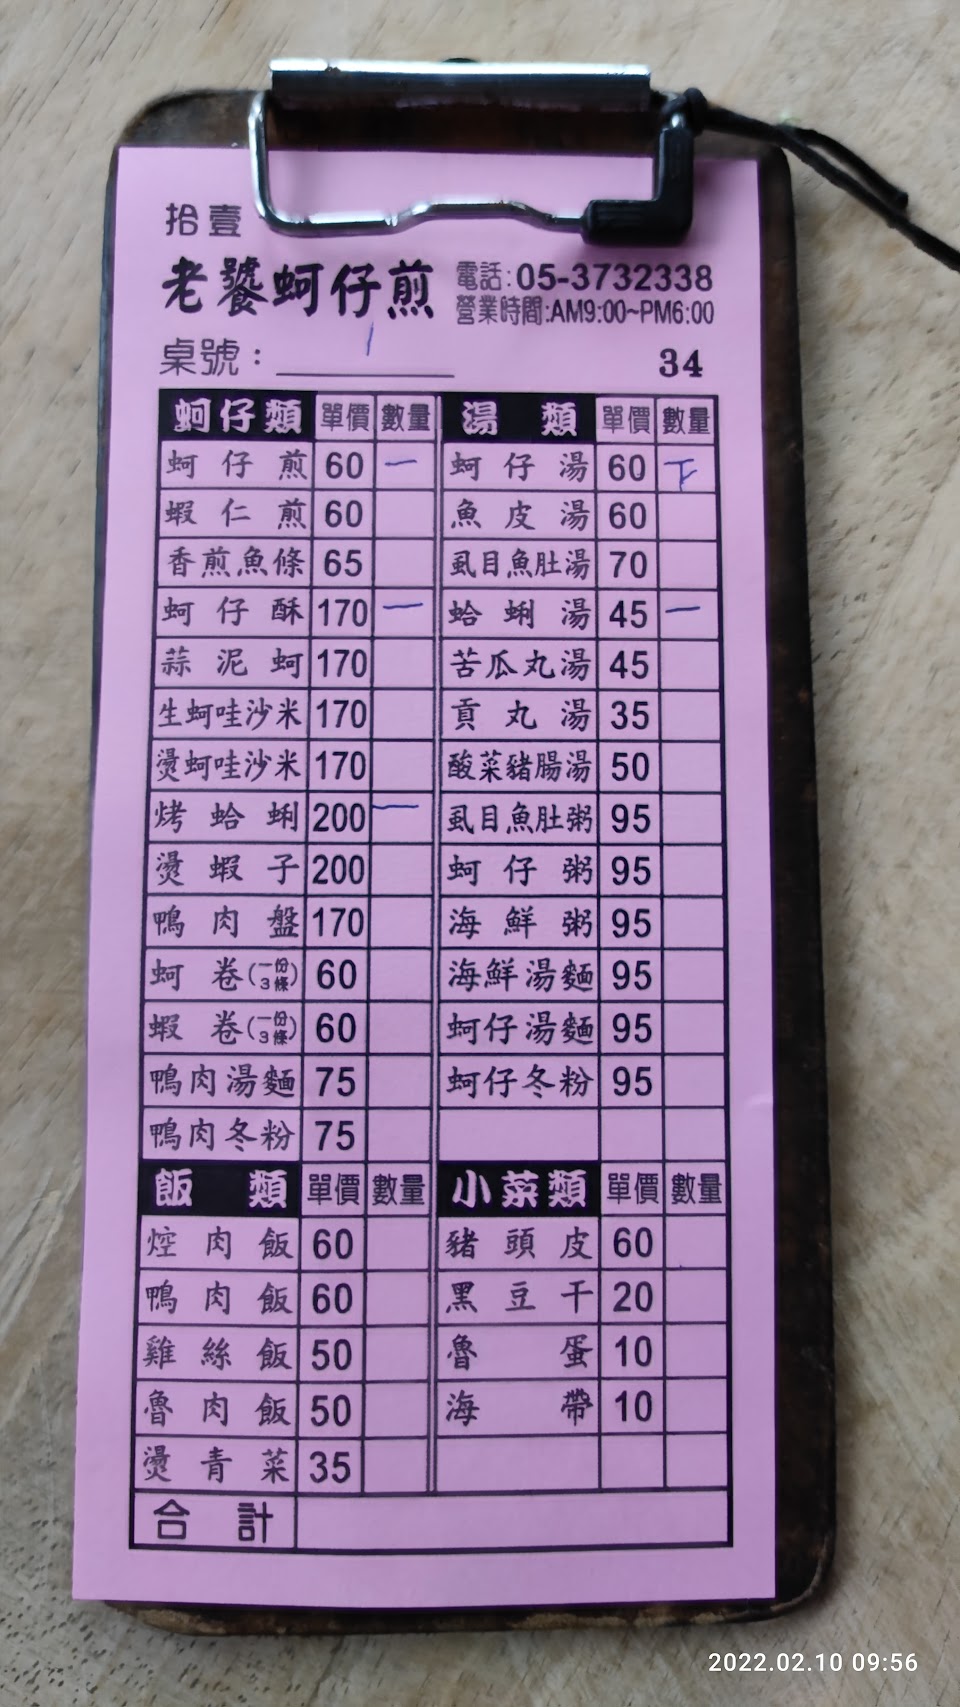 拾壹
老饕蚵仔煎
電話:05-3732338
營業時間:AM9:00~PM6:00
桌號:
34
蚵仔類 單價 數量 湯類 單價 數量
蚵仔煎 60 一 蚵仔湯 60 下
蝦仁煎 60 魚皮湯 60
香煎魚條 65 虱目魚肚湯 70
蚵仔酥 170 一 蛤蜊湯 45 一
蒜泥蚵 170 苦瓜丸湯 45
生蚵哇沙米 170 貢丸湯 35
燙蚵哇沙米 170 酸菜豬腸湯 50
烤蛤蜊 200 一 虱目魚肚粥 95
燙蝦子 200 蚵仔粥 95
鴨肉盤 170 海鮮粥 95
蚵卷(一份3條) 60 海鮮湯麵 95
蝦卷(一份3條) 60 蚵仔湯麵 95
鴨肉湯麵 75 蚵仔冬粉 95
鴨肉冬粉 75
飯類 單價 數量 小菜類 單價 數量
焢肉飯 60 豬頭皮 60
鴨肉飯 60 黑豆干 20
雞絲飯 50 魯蛋 10
魯肉飯 50 海帶 10
燙青菜 35
合計
2022.02.10 09:56